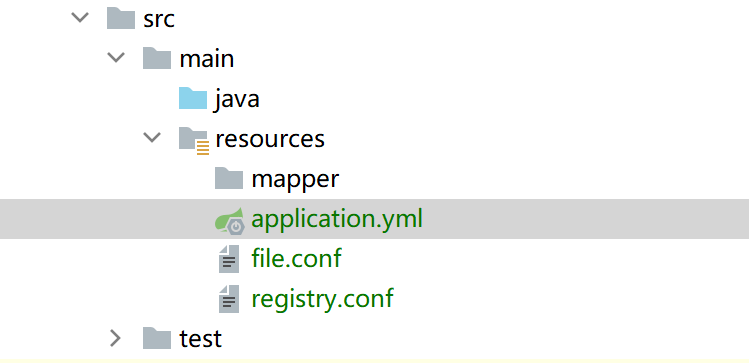 src
main
java
resources
mapper
application.yml
file.conf
registry.conf
test